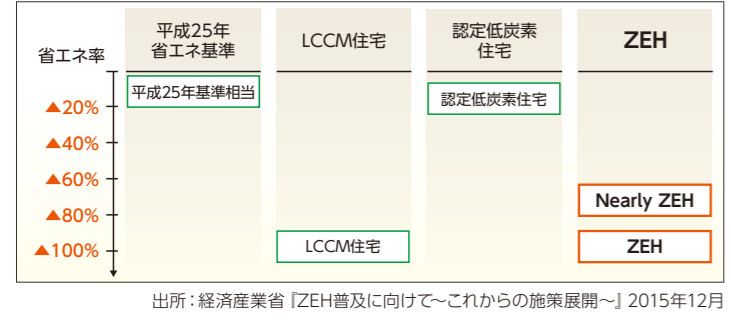 平成25年
省エネ基準
LCCM住宅
認定低炭素
住宅
ZEH
省エネ率
平成25年基準相当
認定低炭素住宅
▲20%
▲40%
▲60%
Nearly ZEH
▲80%
LCCM住宅
ZEH
▲100%
出所：経済産業省『ZEH普及に向けて～これからの施策展開～』2015年12月